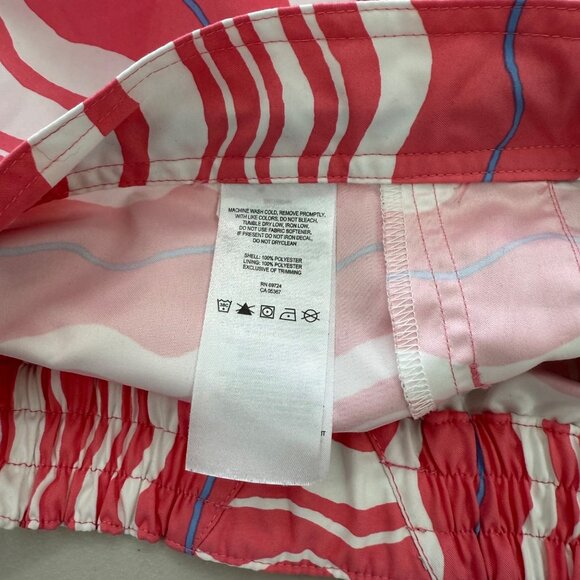 MACHINE WASH COLD, REMOVE PROMPTLY,
WITH LIKE COLORS, DO NOT BLEACH,
TUMBLE DRY LOW, IRON LOW.
DO NOT USE FABRIC SOFTENER.
IF PRESENT DO NOT IRON DECAL,
DO NOT DRYCLEAN
SHELL: 100% POLYESTER
LINING: 100% POLYESTER
EXCLUSIVE OF TRIMMING
RN 69724
CA 05367